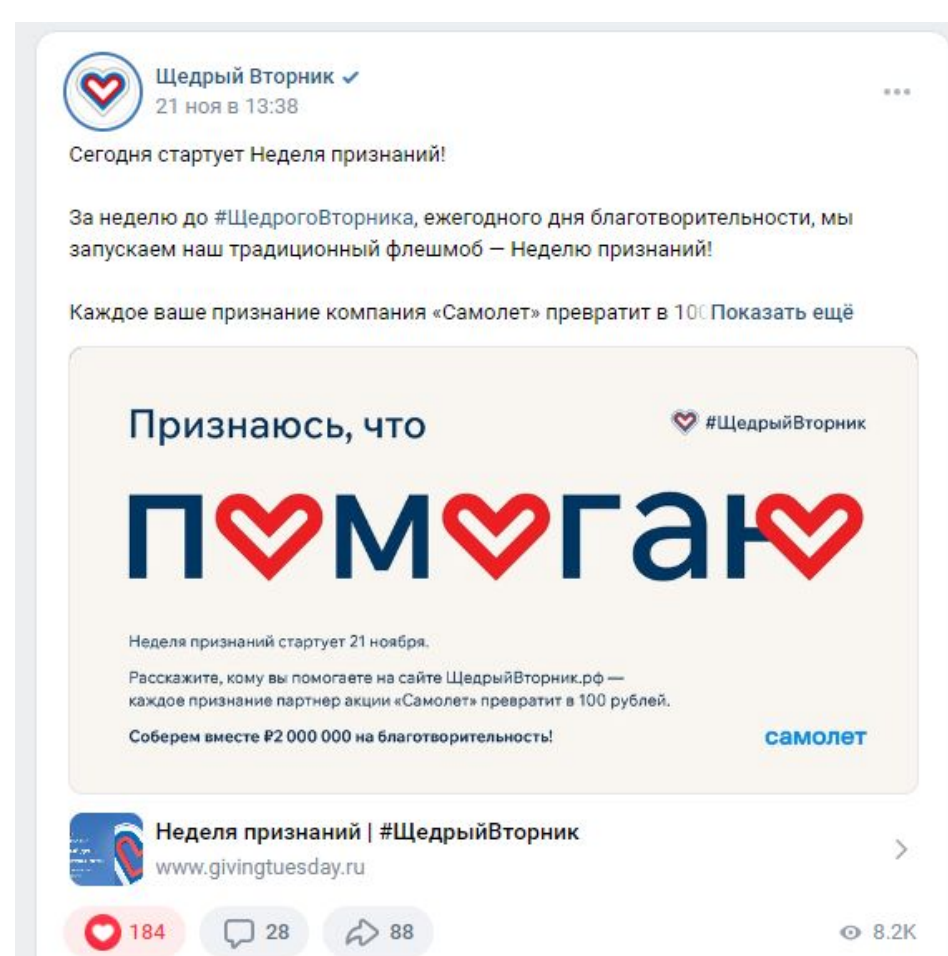 Щедрый Вторник
21 ноя в 13:38
Сегодня стартует Неделя признаний!
За неделю до #ЩедрогоВторника, ежегодного дня благотворительности, мы
запускаем наш традиционный флешмоб — Неделю признаний!
Каждое ваше признание компания «Самолет» превратит в 100 Показать ещё
Признаюсь, что
#ЩедрыйВторник
помогаю
Неделя признаний стартует 21 ноября.
Расскажите, кому вы помогаете на сайте ЩедрыйВторник.рф —
каждое признание партнер акции «Самолет» превратит в 100 рублей.
Соберем вместе ₽2 000 000 на благотворительность!
самолет
Неделя признаний | #ЩедрыйВторник
www.givingtuesday.ru
184 28 88 8.2K